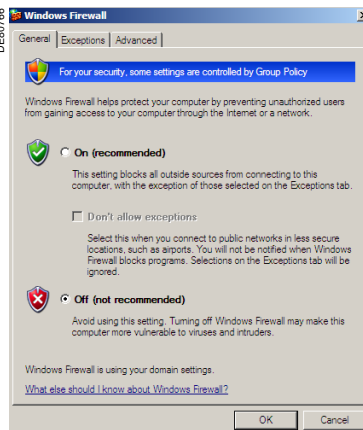 DE80766
Windows Firewall
General Exceptions Advanced
For your security, some settings are controlled by Group Policy
Windows Firewall helps protect your computer by preventing unauthorized users
from gaining access to your computer through the Internet or a network.
On (recommended)
This setting blocks all outside sources from connecting to this
computer, with the exception of those selected on the Exceptions tab.
Don't allow exceptions
Select this when you connect to public networks in less secure
locations, such as airports. You will not be notified when Windows
Firewall blocks programs. Selections on the Exceptions tab will be
ignored.
Off (not recommended)
Avoid using this setting. Turning off Windows Firewall may make this
computer more vulnerable to viruses and intruders.
Windows Firewall is using your domain settings.
What else should I know about Windows Firewall?
OK Cancel